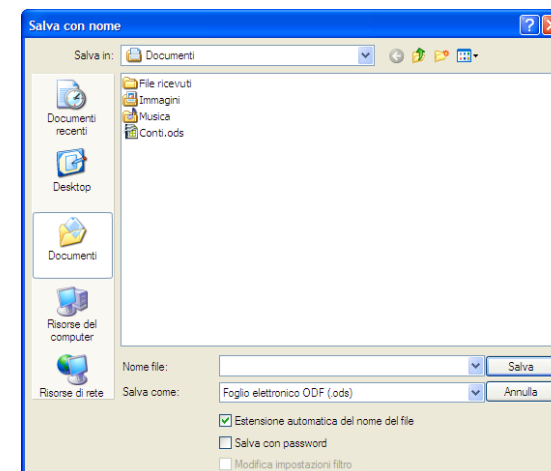 Salva con nome
Salva in:
Documenti
File ricevuti
Immagini
Musica
Conti.ods
Documenti
recenti
Desktop
Documenti
Risorse del
computer
Risorse di rete
Nome file:
Salva
Salva come:
Foglio elettronico ODF (.ods)
Annulla
Estensione automatica del nome del file
Salva con password
Modifica impostazioni filtro